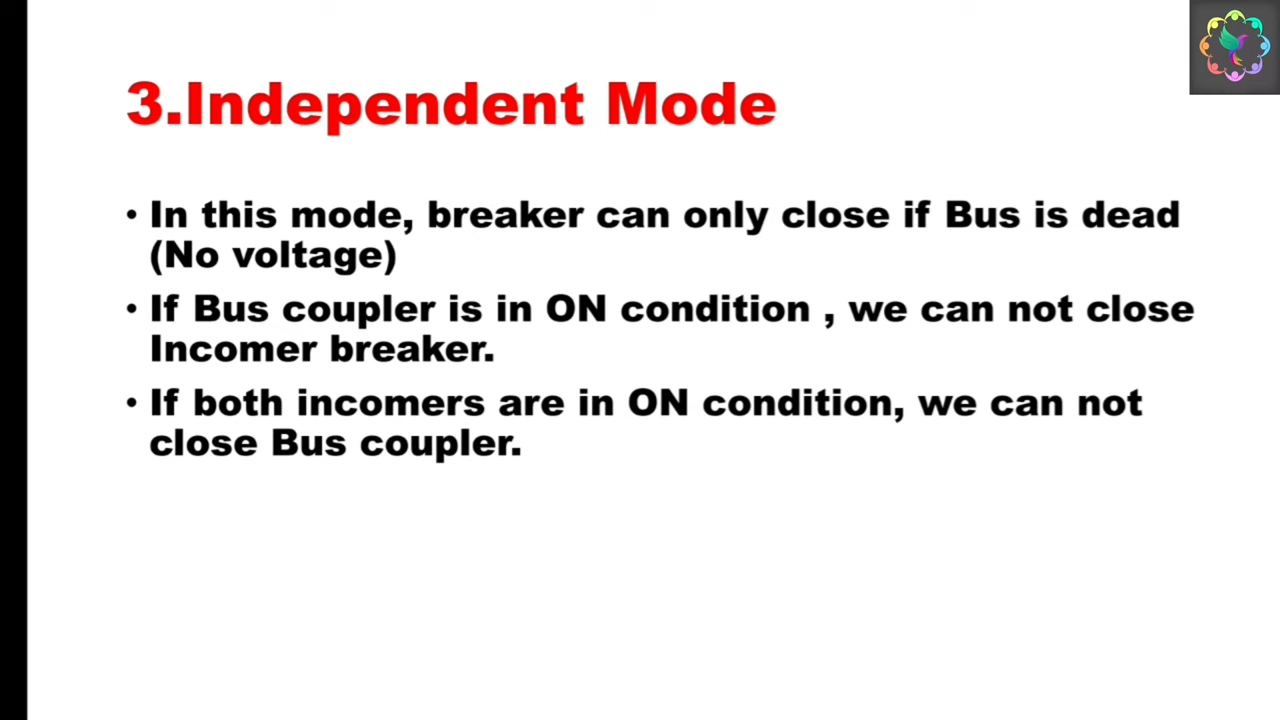 3.Independent Mode
• In this mode, breaker can only close if Bus is dead
(No voltage)
• If Bus coupler is in ON condition , we can not close
Incomer breaker.
• If both incomers are in ON condition, we can not
close Bus coupler.